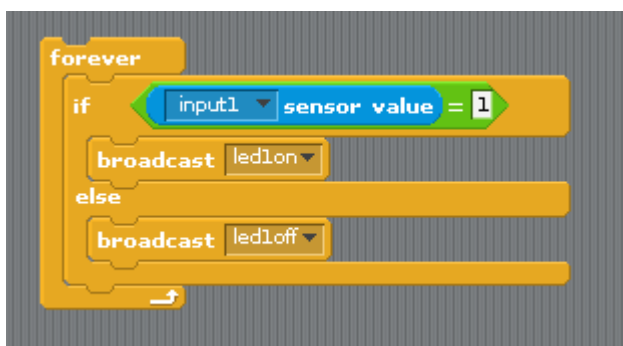 forever
if input1 sensor value = 1
broadcast led1on
else
broadcast led1off